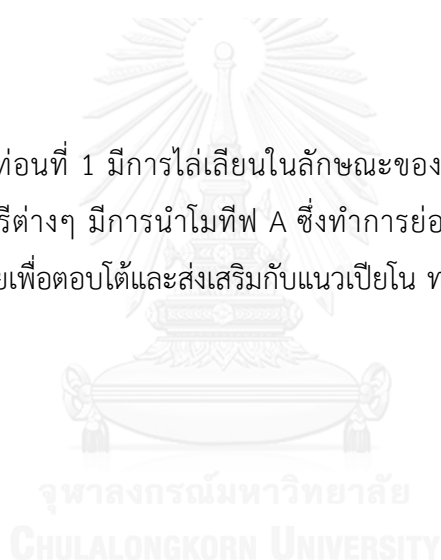 ท่อนที่ 1 มีการไล่เลียนในลักษณะของ
รีต่างๆ มีการนำโมทีฟ A ซึ่งทำการย่อ
ยเพื่อตอบโต้และส่งเสริมกับแนวเปียโน ท
จุฬาลงกรณ์มหาวิทยาลัย
CHULALONGKORN UNIVERSITY